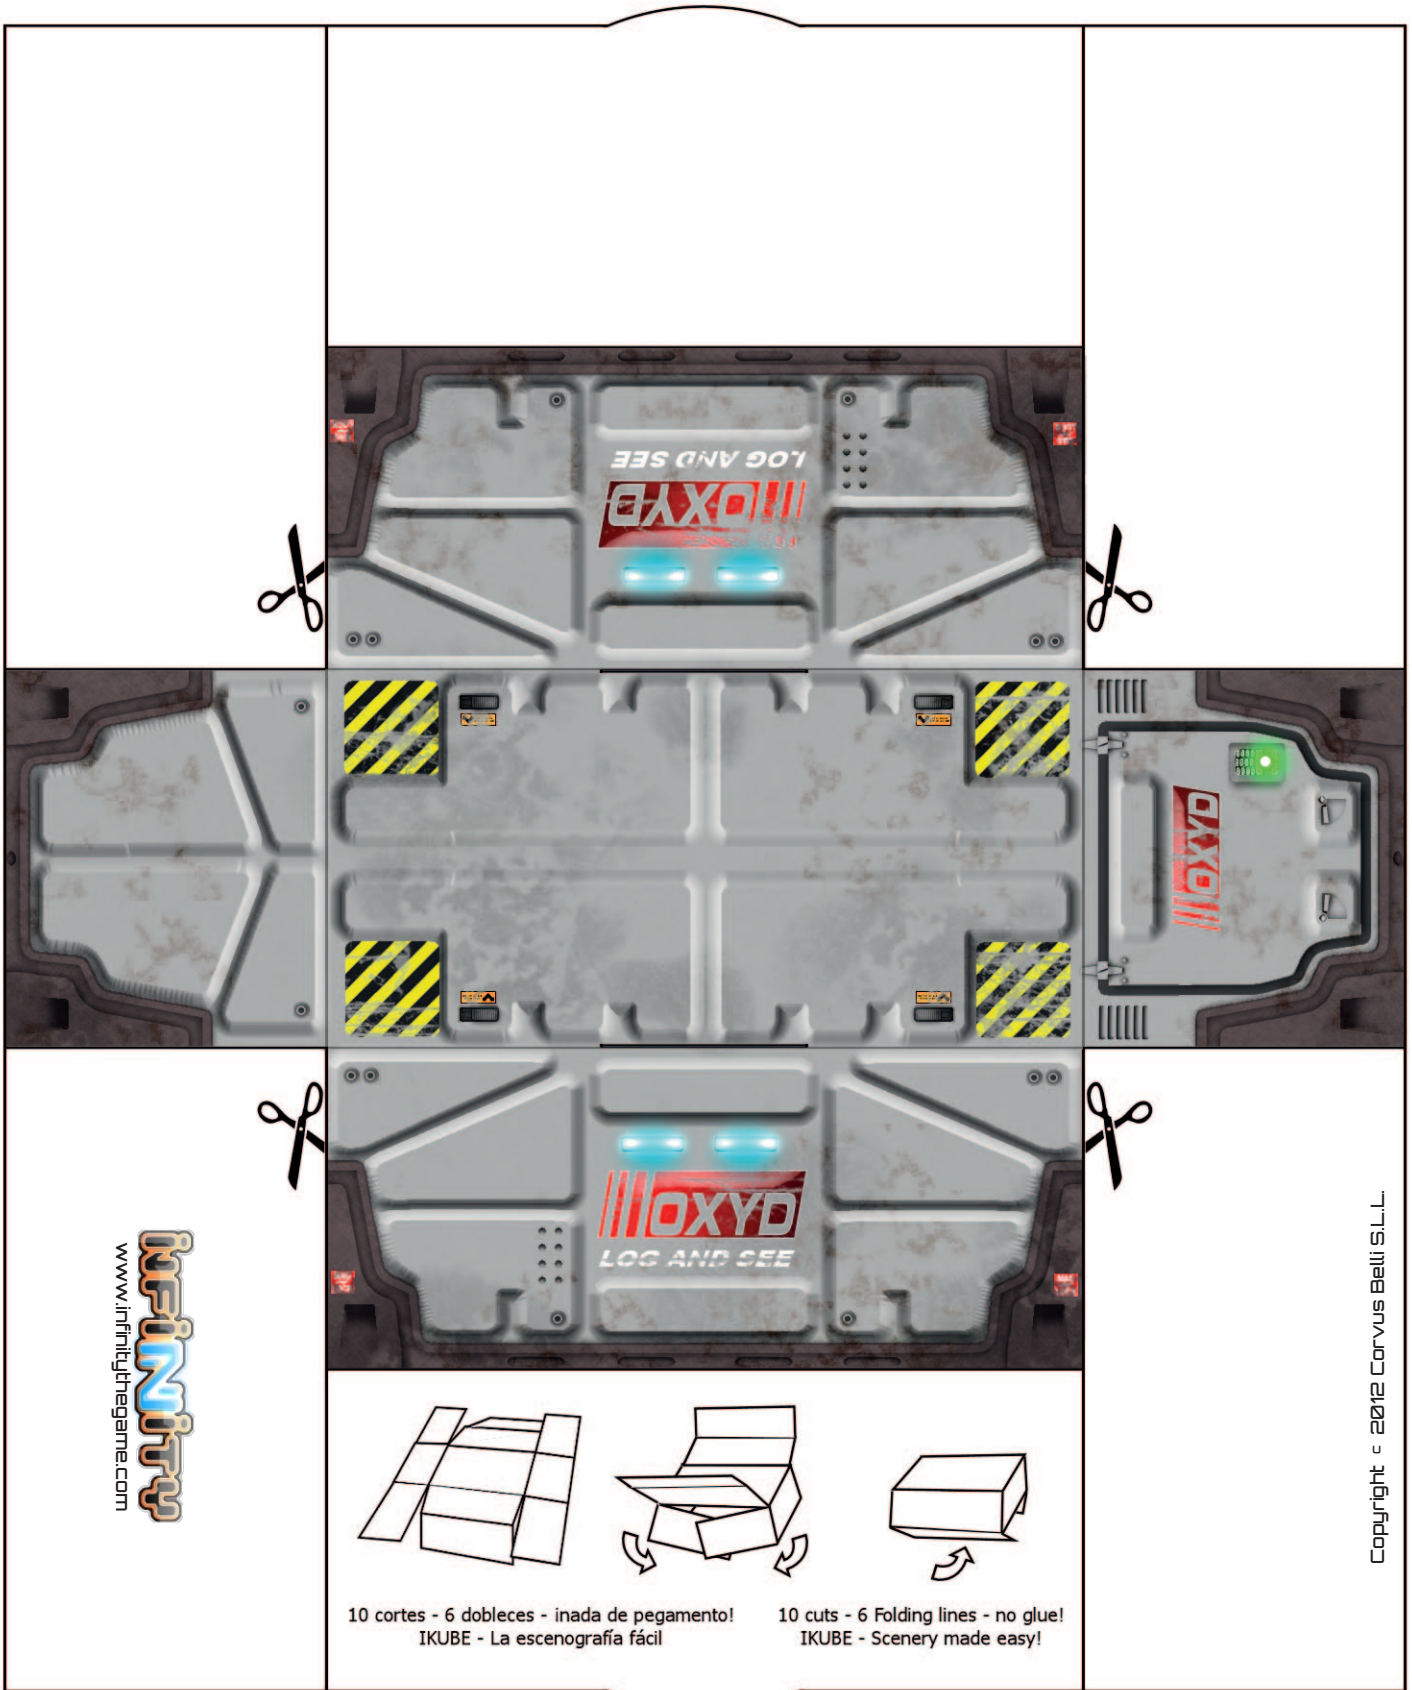 LOG AND SEE
OXYD
OXYD
OXYD
LOG AND SEE
iNFiNiTY
www.infinitythegame.com
Copyright c 2012 Corvus Belli S.L.L.
10 cortes - 6 dobleces - ¡nada de pegamento!
IKUBE - La escenografía fácil
10 cuts - 6 Folding lines - no glue!
IKUBE - Scenery made easy!